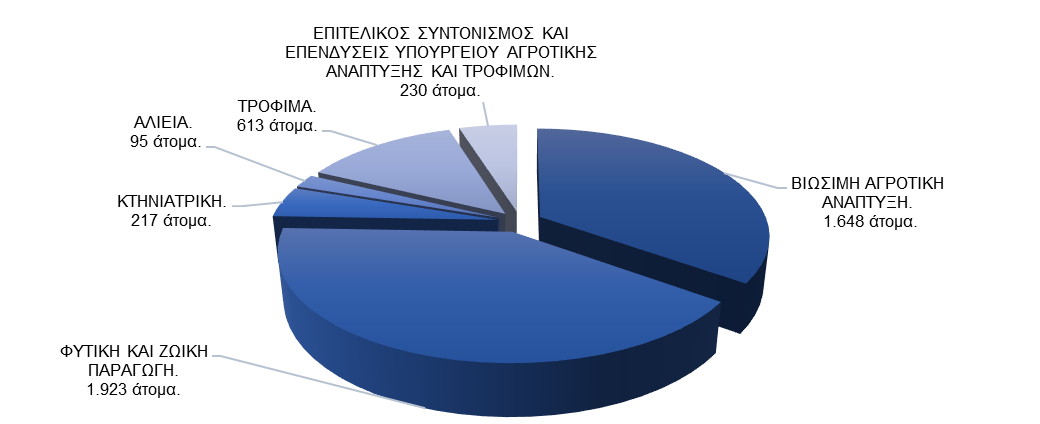 ΕΠΙΤΕΛΙΚΟΣ ΣΥΝΤΟΝΙΣΜΟΣ ΚΑΙ
ΕΠΕΝΔΥΣΕΙΣ ΥΠΟΥΡΓΕΙΟΥ ΑΓΡΟΤΙΚΗΣ
ΑΝΑΠΤΥΞΗΣ ΚΑΙ ΤΡΟΦΙΜΩΝ.
230 άτομα.
ΤΡΟΦΙΜΑ.
613 άτομα.
ΑΛΙΕΙΑ.
95 άτομα.
ΚΤΗΝΙΑΤΡΙΚΗ.
217 άτομα.
ΒΙΩΣΙΜΗ ΑΓΡΟΤΙΚΗ
ΑΝΑΠΤΥΞΗ.
1.648 άτομα.
ΦΥΤΙΚΗ ΚΑΙ ΖΩΙΚΗ
ΠΑΡΑΓΩΓΗ.
1.923 άτομα.